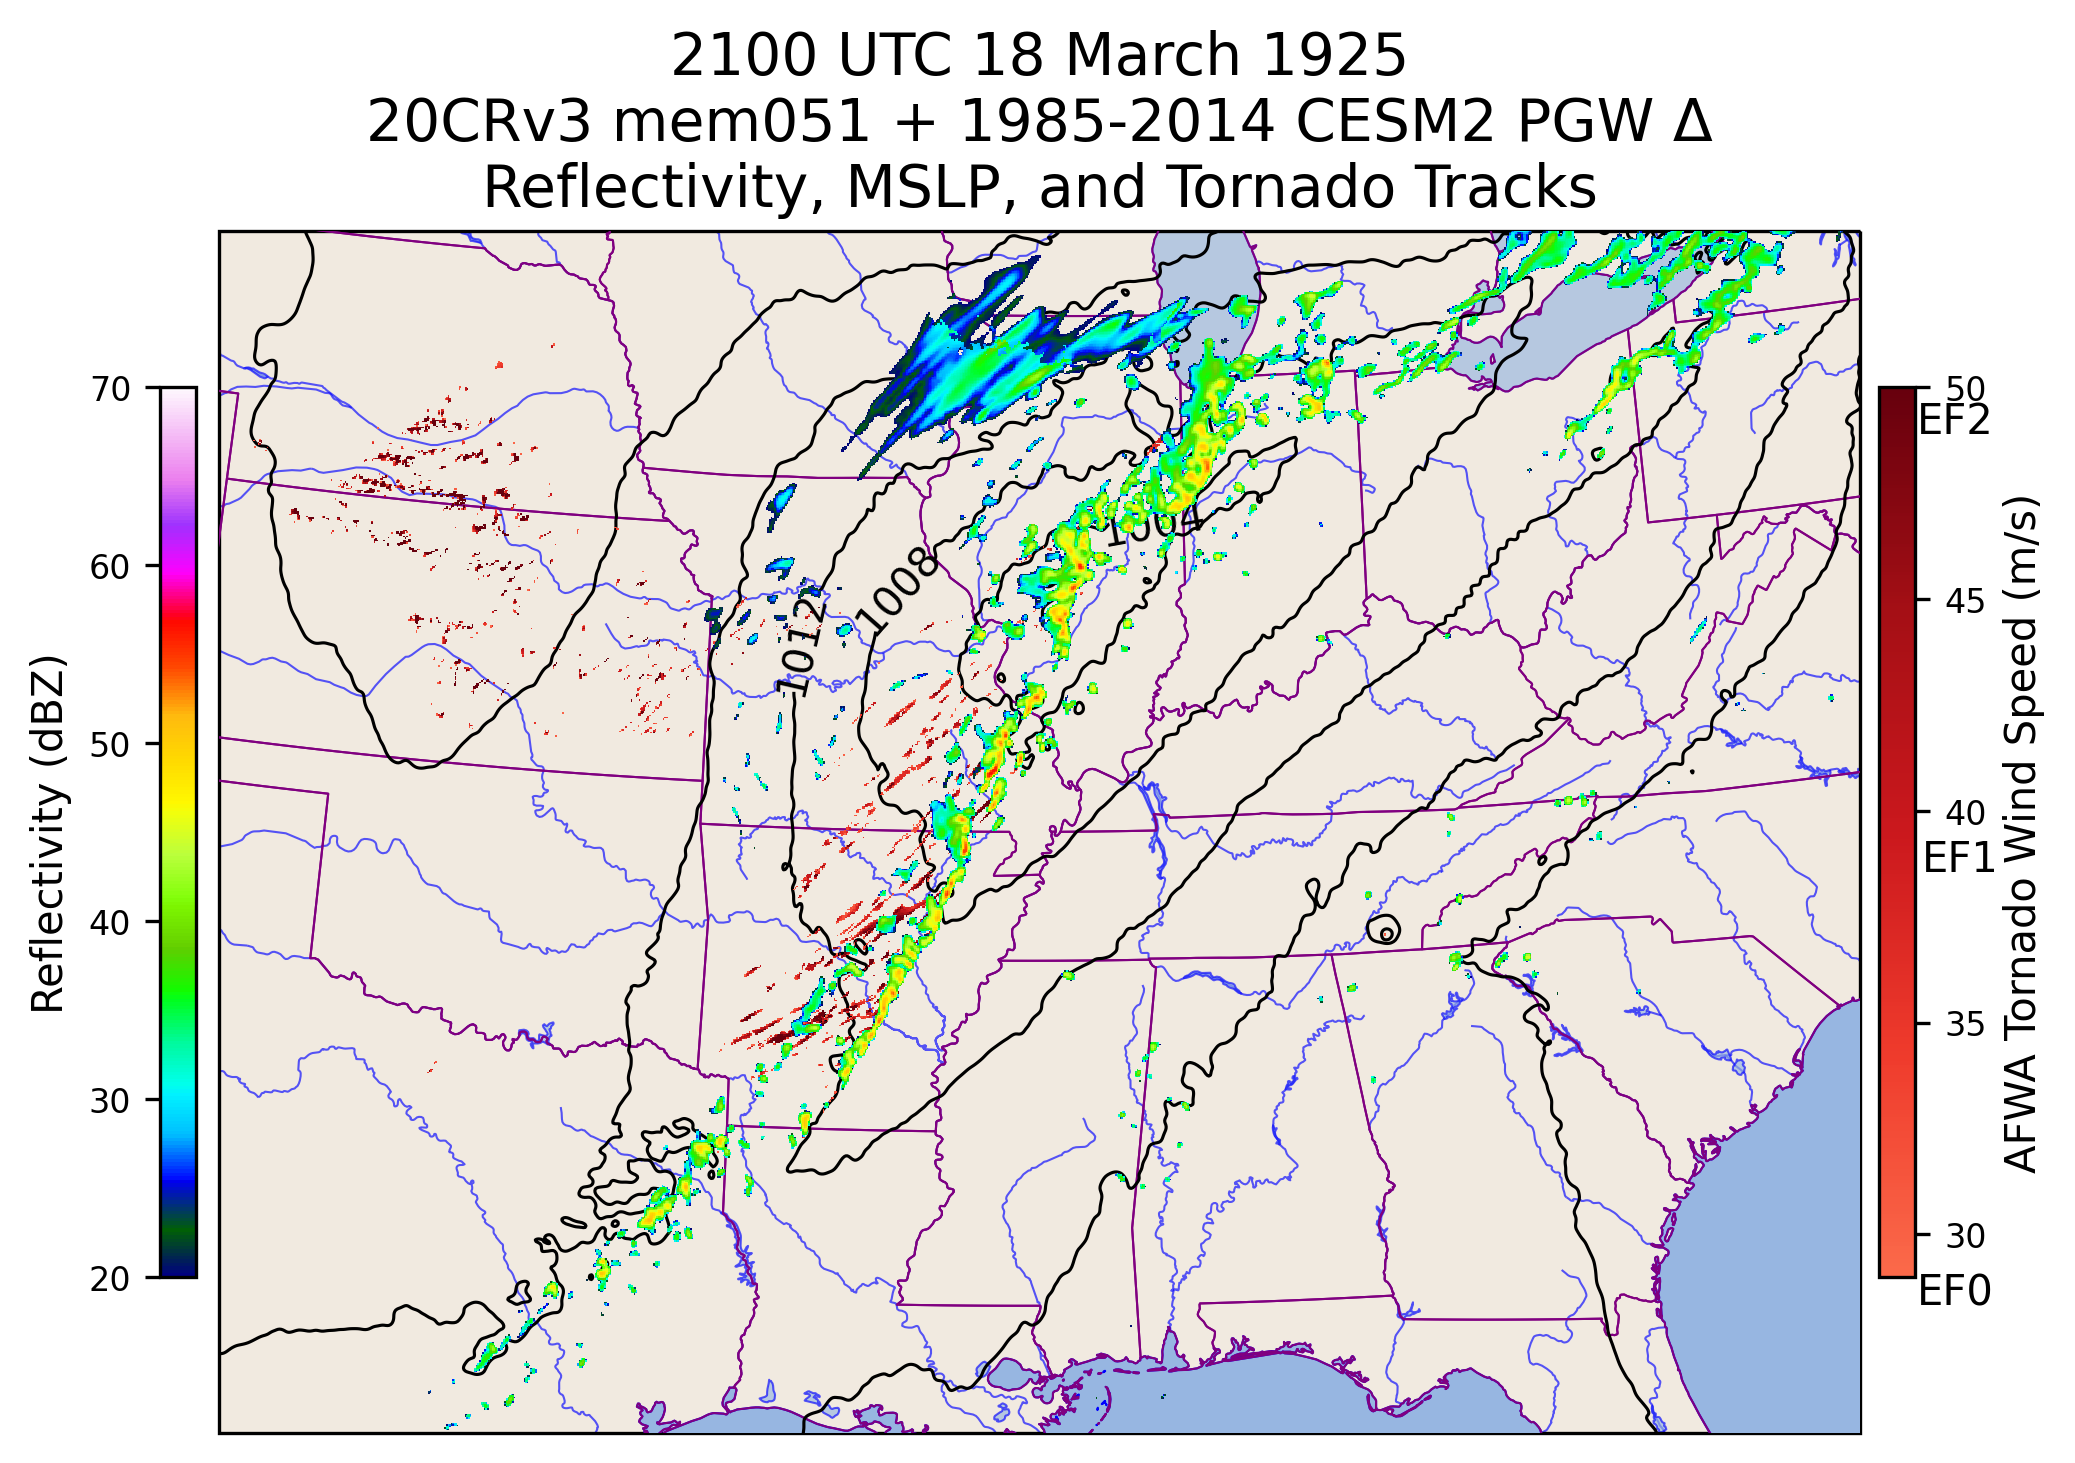 2100 UTC 18 March 1925
20CRv3 mem051 + 1985-2014 CESM2 PGW Δ
Reflectivity, MSLP, and Tornado Tracks
70
60
50
40
30
20
Reflectivity (dBZ)
1004
1008
1012
50
EF2
45
40
EF1
35
30
EF0
AFWA Tornado Wind Speed (m/s)